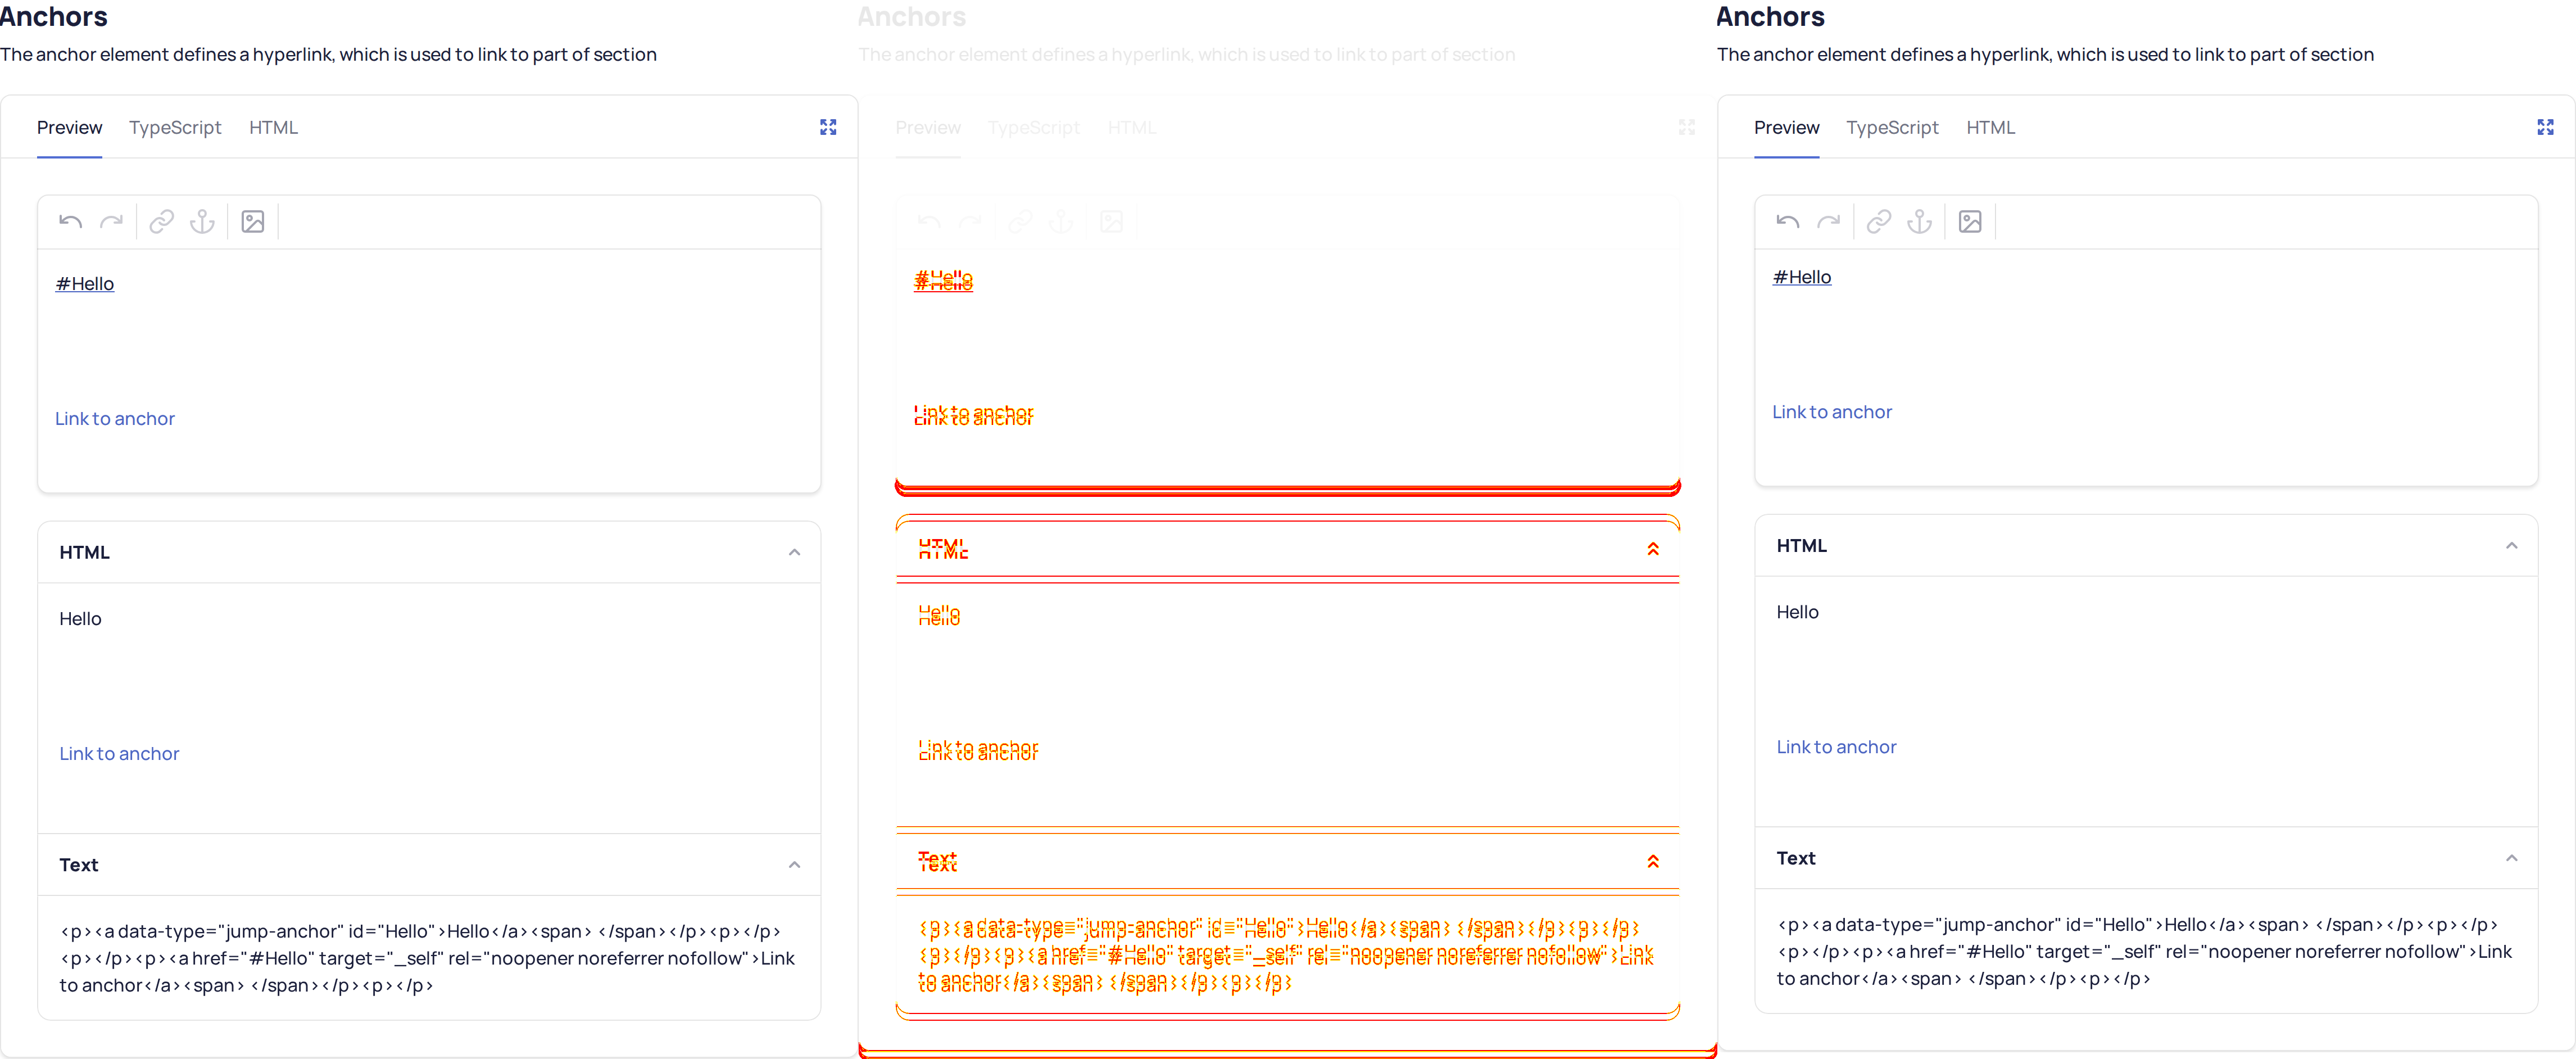 Anchors
The anchor element defines a hyperlink, which is used to link to part of section
Preview TypeScript HTML
#Hello
Link to anchor
HTML
Hello
Link to anchor
Text
<p><a data-type="jump-anchor" id="Hello">Hello</a><span> </span></p><p></p>
<p></p><p><a href="#Hello" target="_self" rel="noopener noreferrer nofollow">Link
to anchor</a><span> </span></p><p></p>
Anchors
The anchor element defines a hyperlink, which is used to link to part of section
Preview TypeScript HTML
#Hello
Link to anchor
HTML
Hello
Link to anchor
Text
<p><a data-type="jump-anchor" id="Hello">Hello</a><span> </span></p><p></p>
<p></p><p><a href="#Hello" target="_self" rel="noopener noreferrer nofollow">Link
to anchor</a><span> </span></p><p></p>
Anchors
The anchor element defines a hyperlink, which is used to link to part of section
Preview TypeScript HTML
#Hello
Link to anchor
HTML
Hello
Link to anchor
Text
<p><a data-type="jump-anchor" id="Hello">Hello</a><span> </span></p><p></p>
<p></p><p><a href="#Hello" target="_self" rel="noopener noreferrer nofollow">Link
to anchor</a><span> </span></p><p></p>